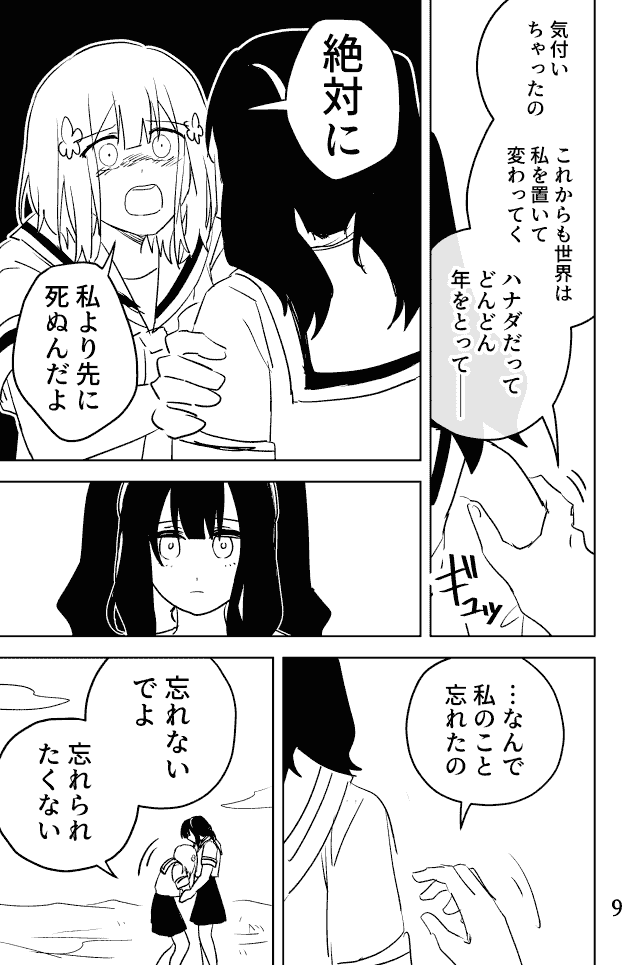 気付い
ちゃったの
これからも世界は
私を置いて
変わってく
ハナダだって
どんどん
年をとって──
ギュッ
絶対に
私より先に
死ぬんだよ
…なんで
私のこと
忘れたの
忘れない
でよ
忘れられ
たくない
9